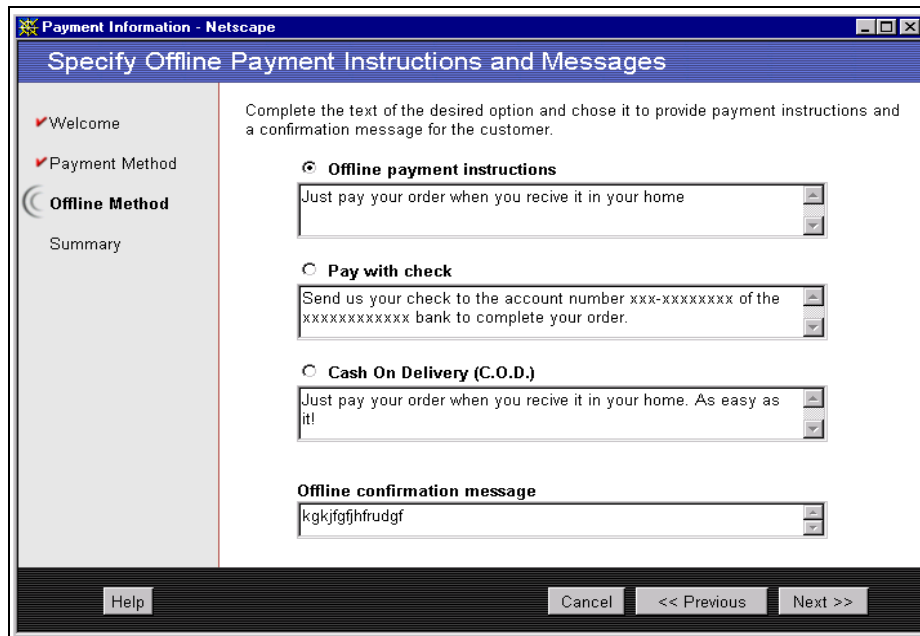 Payment Information - Netscape
Specify Offline Payment Instructions and Messages
Welcome
Payment Method
Offline Method
Summary
Complete the text of the desired option and chose it to provide payment instructions and
a confirmation message for the customer.
Offline payment instructions
Just pay your order when you recive it in your home
Pay with check
Send us your check to the account number xxx-xxxxxxxx of the
xxxxxxxxxxxx bank to complete your order.
Cash On Delivery (C.O.D.)
Just pay your order when you recive it in your home. As easy as
it!
Offline confirmation message
kgkjfgfjhfrudgf
Help
Cancel
<< Previous
Next >>